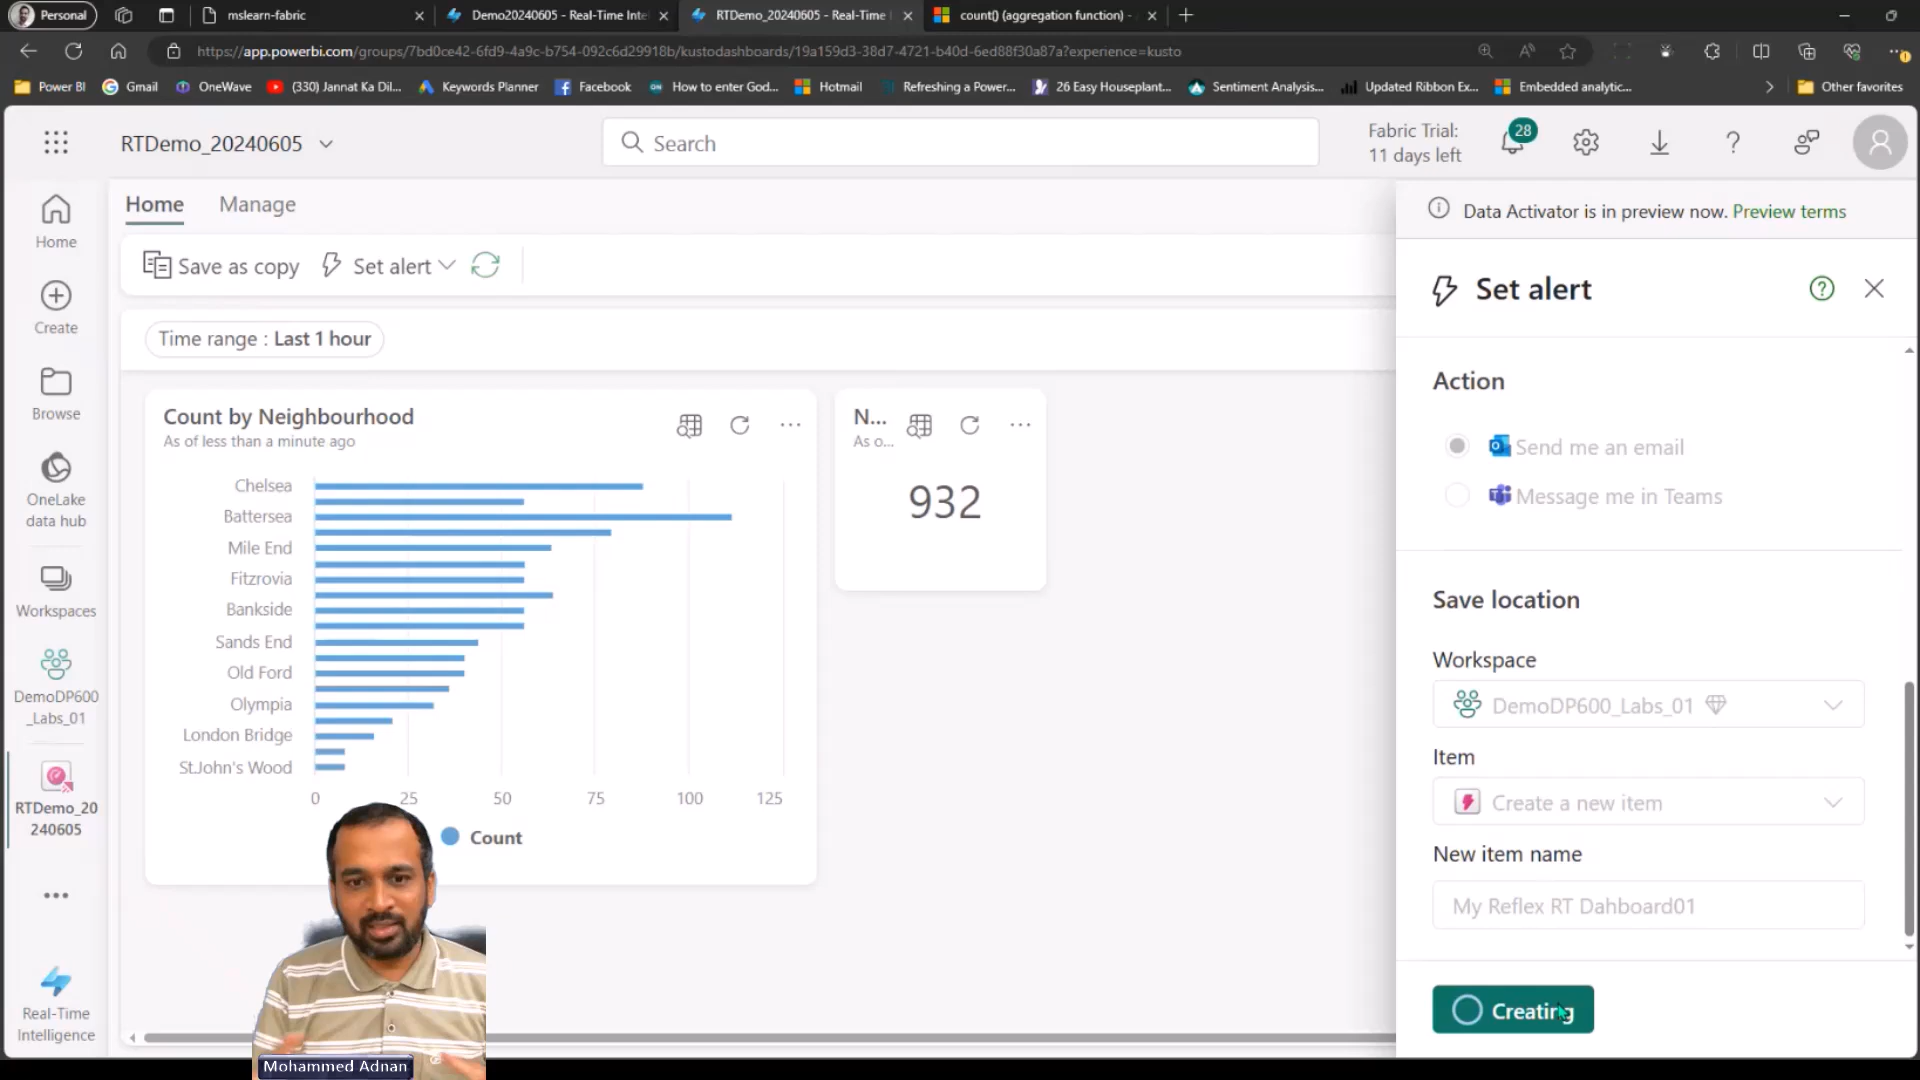 Personal
mslearn-fabric
Demo20240605 - Real-Time Inte
RTDemo_20240605 - Real-Time
count() (aggregation function) -
https://app.powerbi.com/groups/7bd0ce42-6fd9-4a9c-b754-092c6d29918b/kustodashboards/19a159d3-38d7-4721-b40d-6ed88f30a87a?experience=kusto
Power BI
Gmail
OneWave
(330) Jannat Ka Dil...
Keywords Planner
Facebook
How to enter God...
Hotmail
Refreshing a Power...
26 Easy Houseplant...
Sentiment Analysis...
Updated Ribbon Ex...
Embedded analytic...
Other favorites
RTDemo_20240605
Search
Fabric Trial:
11 days left
28
Home
Create
Browse
OneLake
data hub
Workspaces
DemoDP600
_Labs_01
RTDemo_20
240605
Real-Time
Intelligence
Home
Manage
Save as copy
Set alert
Time range : Last 1 hour
Count by Neighbourhood
As of less than a minute ago
Chelsea
Battersea
Mile End
Fitzrovia
Bankside
Sands End
Old Ford
Olympia
London Bridge
St.John's Wood
0
25
50
75
100
125
Count
N...
As o...
932
Data Activator is in preview now. Preview terms
Set alert
Action
Send me an email
Message me in Teams
Save location
Workspace
DemoDP600_Labs_01
Item
Create a new item
New item name
My Reflex RT Dahboard01
Creating
Mohammed Adnan